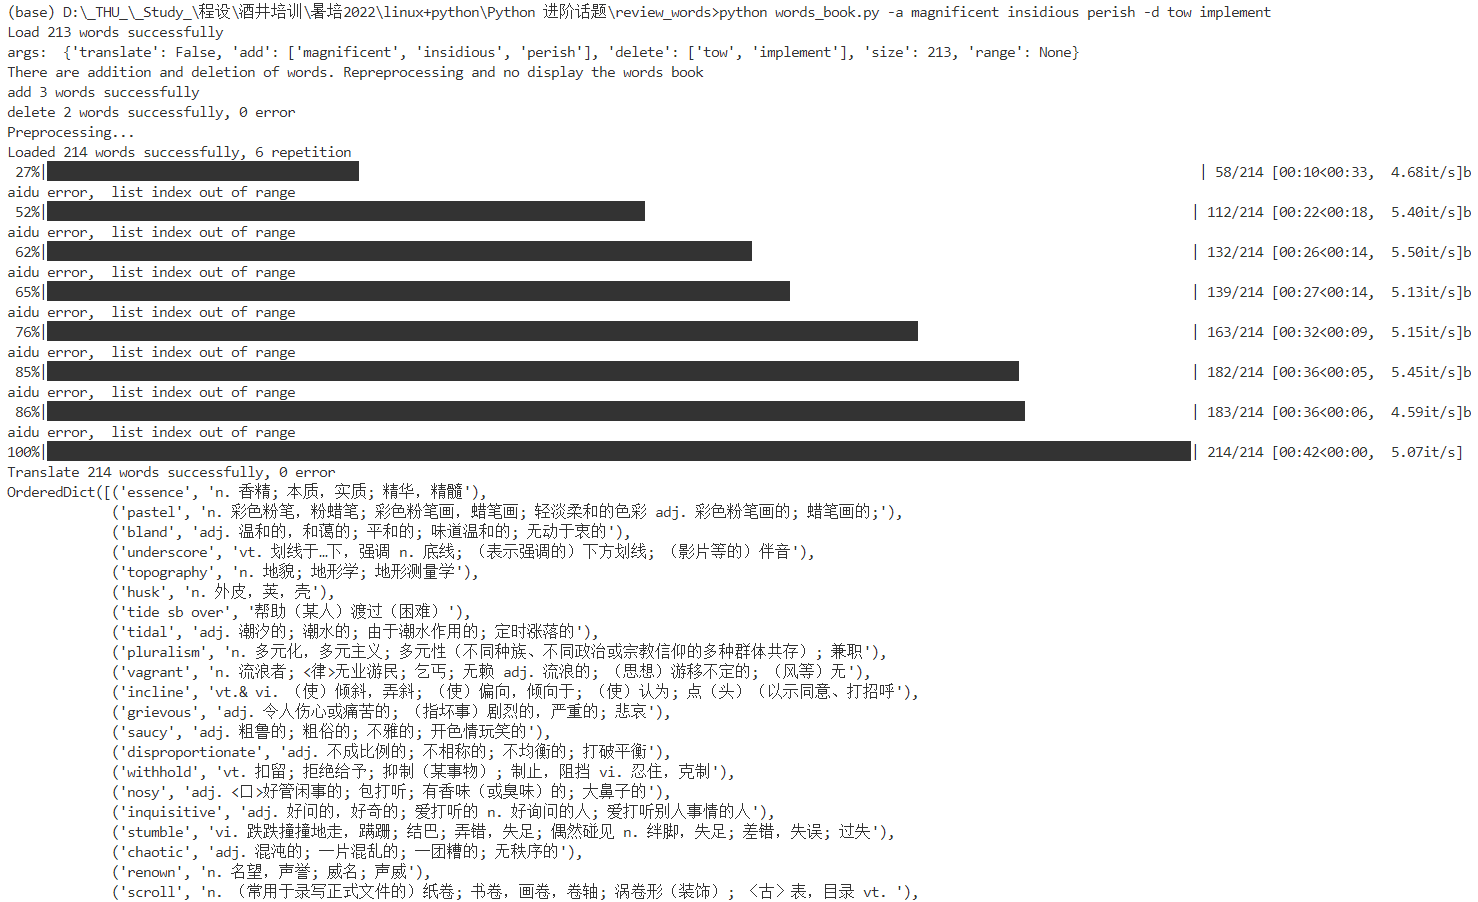 (base) D:\_THU_\_Study_\程设\酒井培训\暑培2022\linux+python\Python 进阶话题\review_words>python words_book.py -a magnificent insidious perish -d tow implement
Load 213 words successfully
args:  {'translate': False, 'add': ['magnificent', 'insidious', 'perish'], 'delete': ['tow', 'implement'], 'size': 213, 'range': None}
There are addition and deletion of words. Repreprocessing and no display the words book
add 3 words successfully
delete 2 words successfully, 0 error
Preprocessing...
Loaded 214 words successfully, 6 repetition
27%| | 58/214 [00:10<00:33,  4.68it/s]b
aidu error,  list index out of range
52%| | 112/214 [00:22<00:18,  5.40it/s]b
aidu error,  list index out of range
62%| | 132/214 [00:26<00:14,  5.50it/s]b
aidu error,  list index out of range
65%| | 139/214 [00:27<00:14,  5.13it/s]b
aidu error,  list index out of range
76%| | 163/214 [00:32<00:09,  5.15it/s]b
aidu error,  list index out of range
85%| | 182/214 [00:36<00:05,  5.45it/s]b
aidu error,  list index out of range
86%| | 183/214 [00:36<00:06,  4.59it/s]b
aidu error,  list index out of range
100%| | 214/214 [00:42<00:00,  5.07it/s]
Translate 214 words successfully, 0 error
OrderedDict([('essence', 'n. 香精; 本质，实质; 精华，精髓'),
('pastel', 'n. 彩色粉笔，粉蜡笔; 彩色粉笔画，蜡笔画; 轻淡柔和的色彩 adj. 彩色粉笔画的; 蜡笔画的;'),
('bland', 'adj. 温和的，和蔼的; 平和的; 味道温和的; 无动于衷的'),
('underscore', 'vt. 划线于…下，强调 n. 底线; （表示强调的）下方划线; （影片等的）伴音'),
('topography', 'n. 地貌; 地形学; 地形测量学'),
('husk', 'n. 外皮，荚，壳'),
('tide sb over', '帮助（某人）渡过（困难）'),
('tidal', 'adj. 潮汐的; 潮水的; 由于潮水作用的; 定时涨落的'),
('pluralism', 'n. 多元化，多元主义; 多元性（不同种族、不同政治或宗教信仰的多种群体共存）; 兼职'),
('vagrant', 'n. 流浪者; <律>无业游民; 乞丐; 无赖 adj. 流浪的; （思想）游移不定的; （风等）无'),
('incline', 'vt.& vi. （使）倾斜，弄斜; （使）偏向，倾向于; （使）认为; 点（头）（以示同意、打招呼'),
('grievous', 'adj. 令人伤心或痛苦的; （指坏事）剧烈的，严重的; 悲哀'),
('saucy', 'adj. 粗鲁的; 粗俗的; 不雅的; 开色情玩笑的'),
('disproportionate', 'adj. 不成比例的; 不相称的; 不均衡的; 打破平衡'),
('withhold', 'vt. 扣留; 拒绝给予; 抑制（某事物）; 制止，阻挡 vi. 忍住，克制'),
('nosy', 'adj. <口>好管闲事的; 包打听; 有香味（或臭味）的; 大鼻子的'),
('inquisitive', 'adj. 好问的，好奇的; 爱打听的 n. 好询问的人; 爱打听别人事情的人'),
('stumble', 'vi. 跌跌撞撞地走，蹒跚; 结巴; 弄错，失足; 偶然碰见 n. 绊脚，失足; 差错，失误; 过失'),
('chaotic', 'adj. 混沌的; 一片混乱的; 一团糟的; 无秩序的'),
('renown', 'n. 名望，声誉; 威名; 声威'),
('scroll', 'n. （常用于录写正式文件的）纸卷; 书卷，画卷，卷轴; 涡卷形（装饰）; 〈古〉表，目录 vt. '),